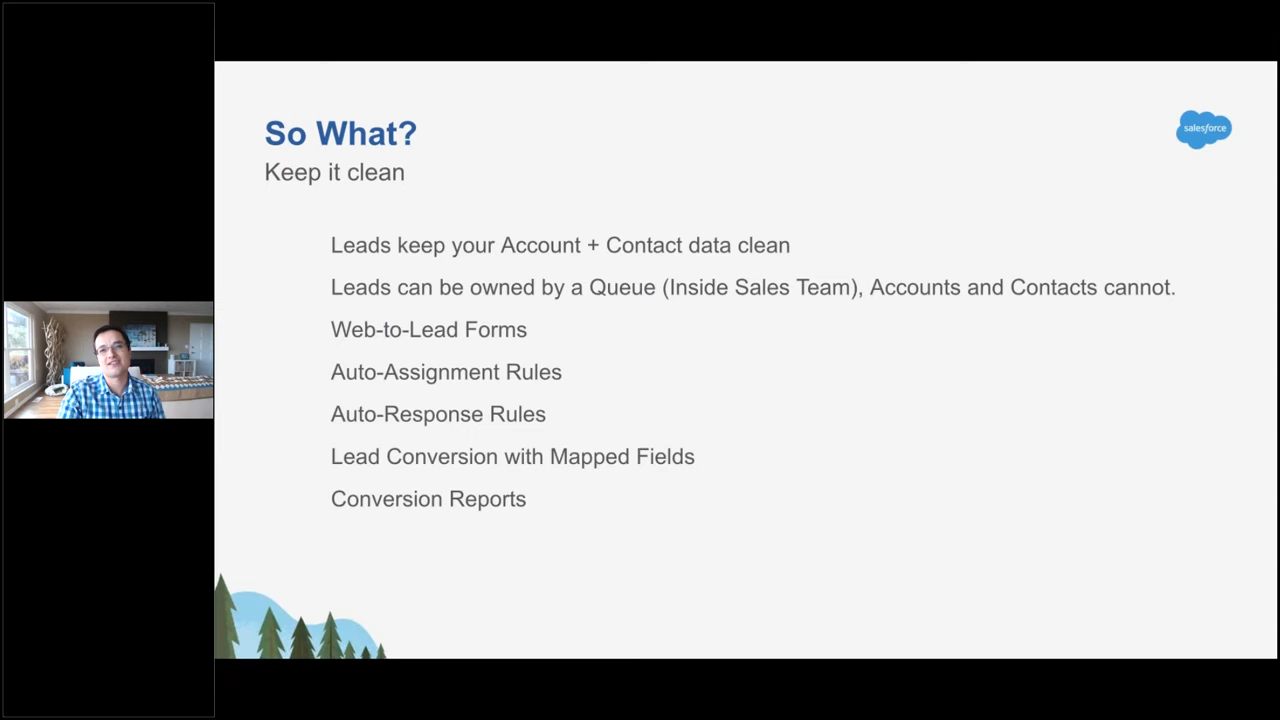 So What?
salesforce
Keep it clean
Leads keep your Account + Contact data clean
Leads can be owned by a Queue (Inside Sales Team), Accounts and Contacts cannot.
Web-to-Lead Forms
Auto-Assignment Rules
Auto-Response Rules
Lead Conversion with Mapped Fields
Conversion Reports